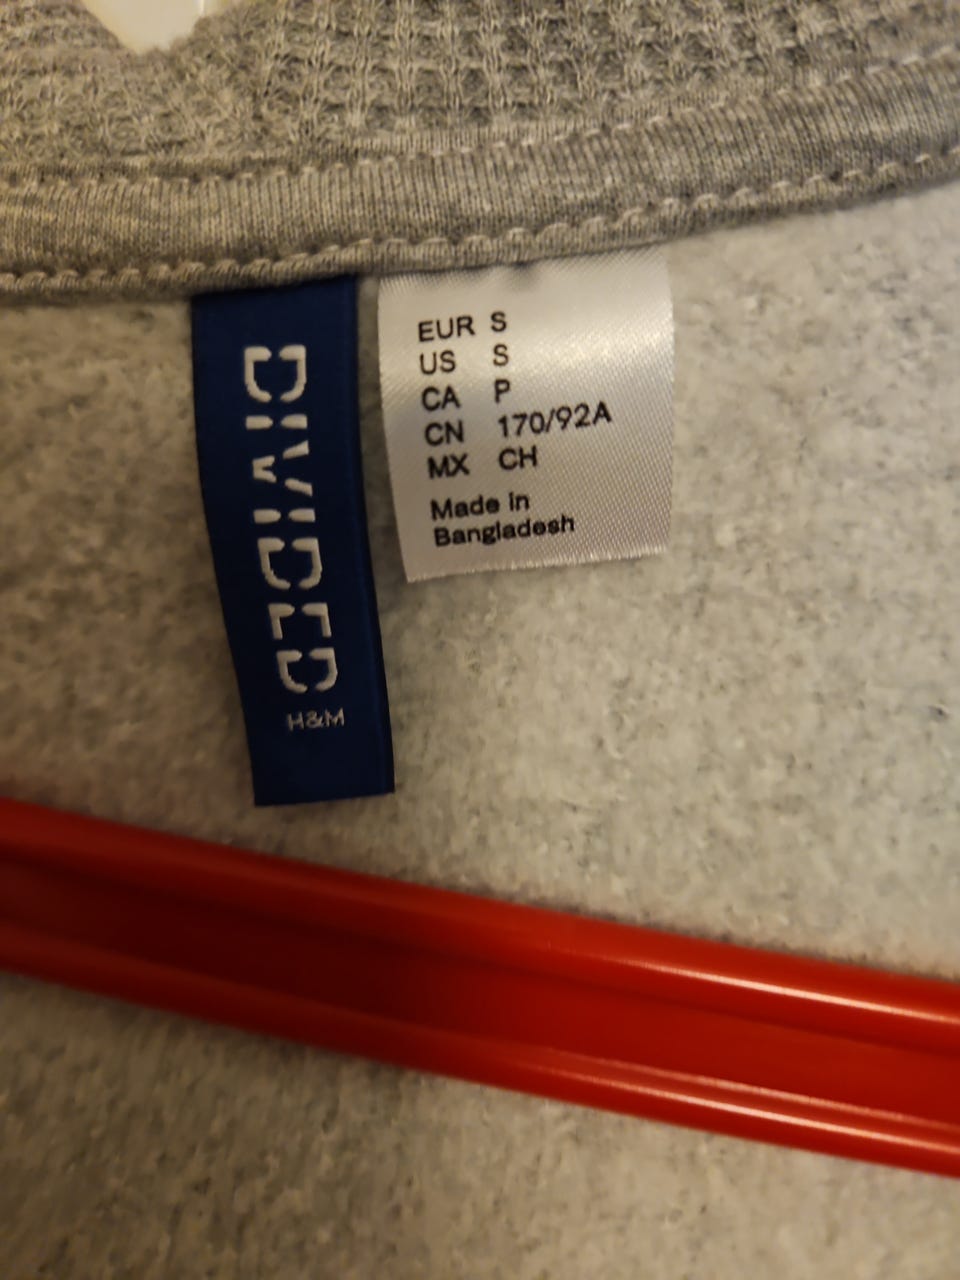 DIVIDED
H&M
EUR S
US S
CA P
CN 170/92A
MX CH
Made in
Bangladesh